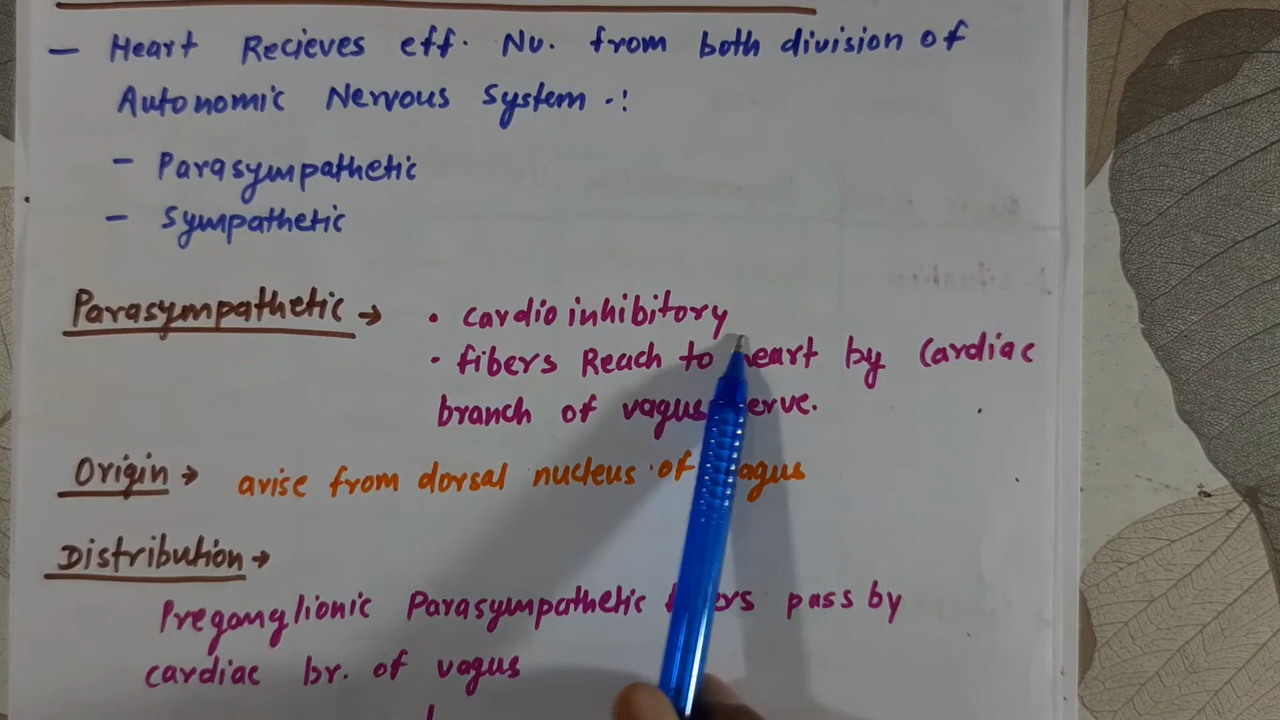 – Heart Recieves eff. Nv. from both division of
Autonomic Nervous System -:
– Parasympathetic
– Sympathetic
Parasympathetic → • cardio inhibitory
• fibers Reach to heart by Cardiac
branch of vagus nerve.
Origin → arise from dorsal nucleus of vagus
Distribution →
Preganglionic Parasympathetic fibers pass by
cardiac br. of vagus